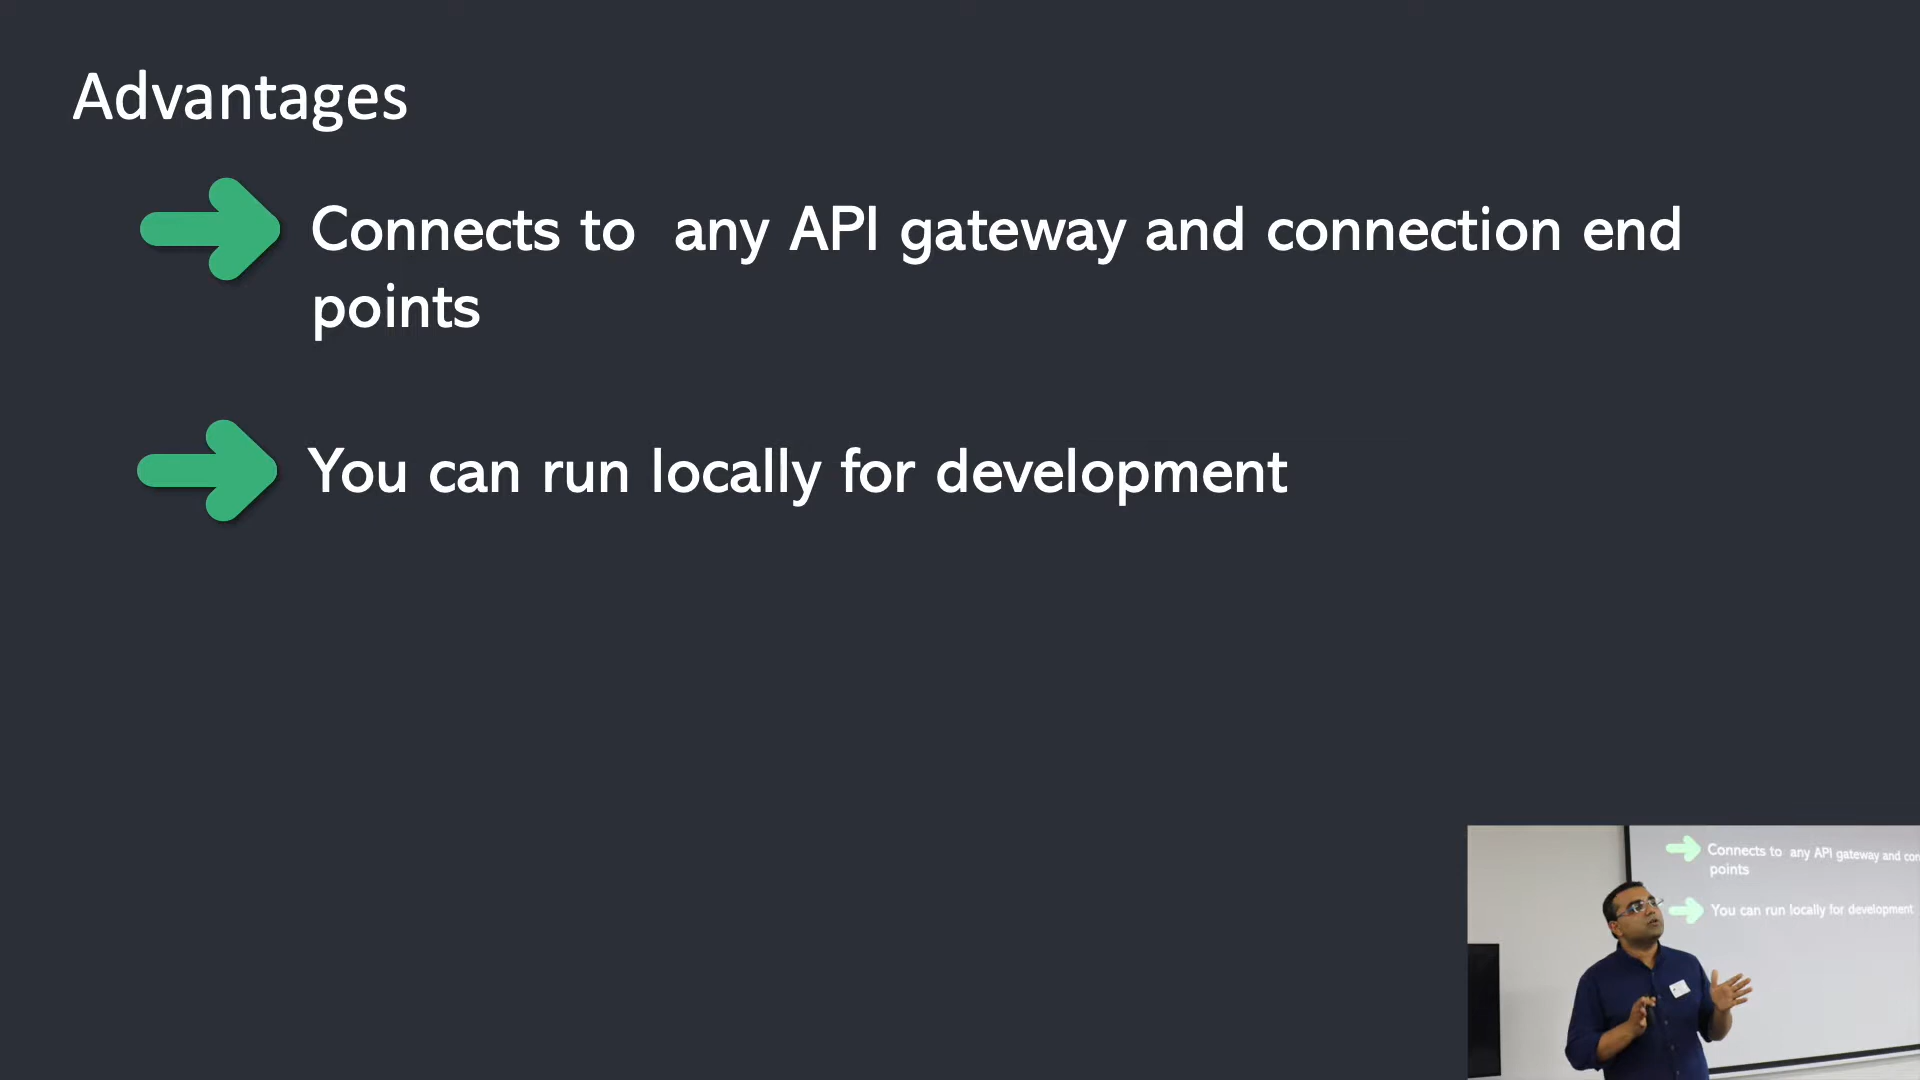 Advantages
Connects to  any API gateway and connection end
points
You can run locally for development
Connects to  any API gateway and con
points
You can run locally for development